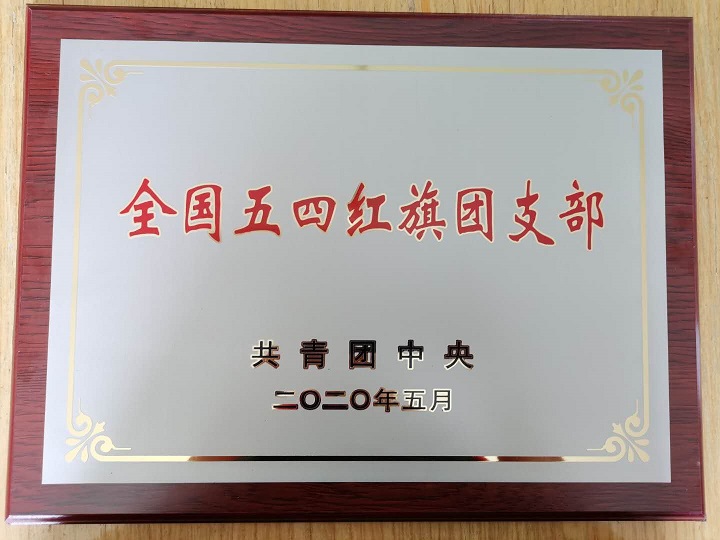 全国五四红旗团支部
共青团中央
二〇二〇年五月